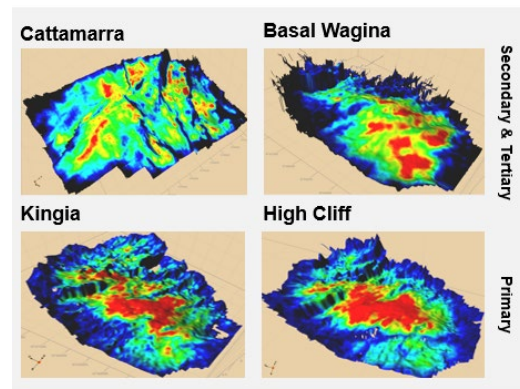 Cattamarra
Basal Wagina
Secondary & Tertiary
Kingia
High Cliff
Primary